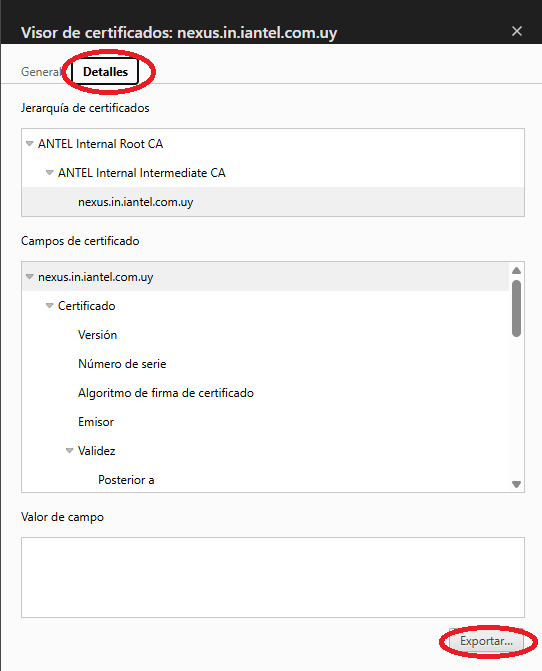 Visor de certificados: nexus.in.iantel.com.uy
General
Detalles
Jerarquía de certificados
ANTEL Internal Root CA
ANTEL Internal Intermediate CA
nexus.in.iantel.com.uy
Campos de certificado
nexus.in.iantel.com.uy
Certificado
Versión
Número de serie
Algoritmo de firma de certificado
Emisor
Validez
Posterior a
Valor de campo
Exportar...